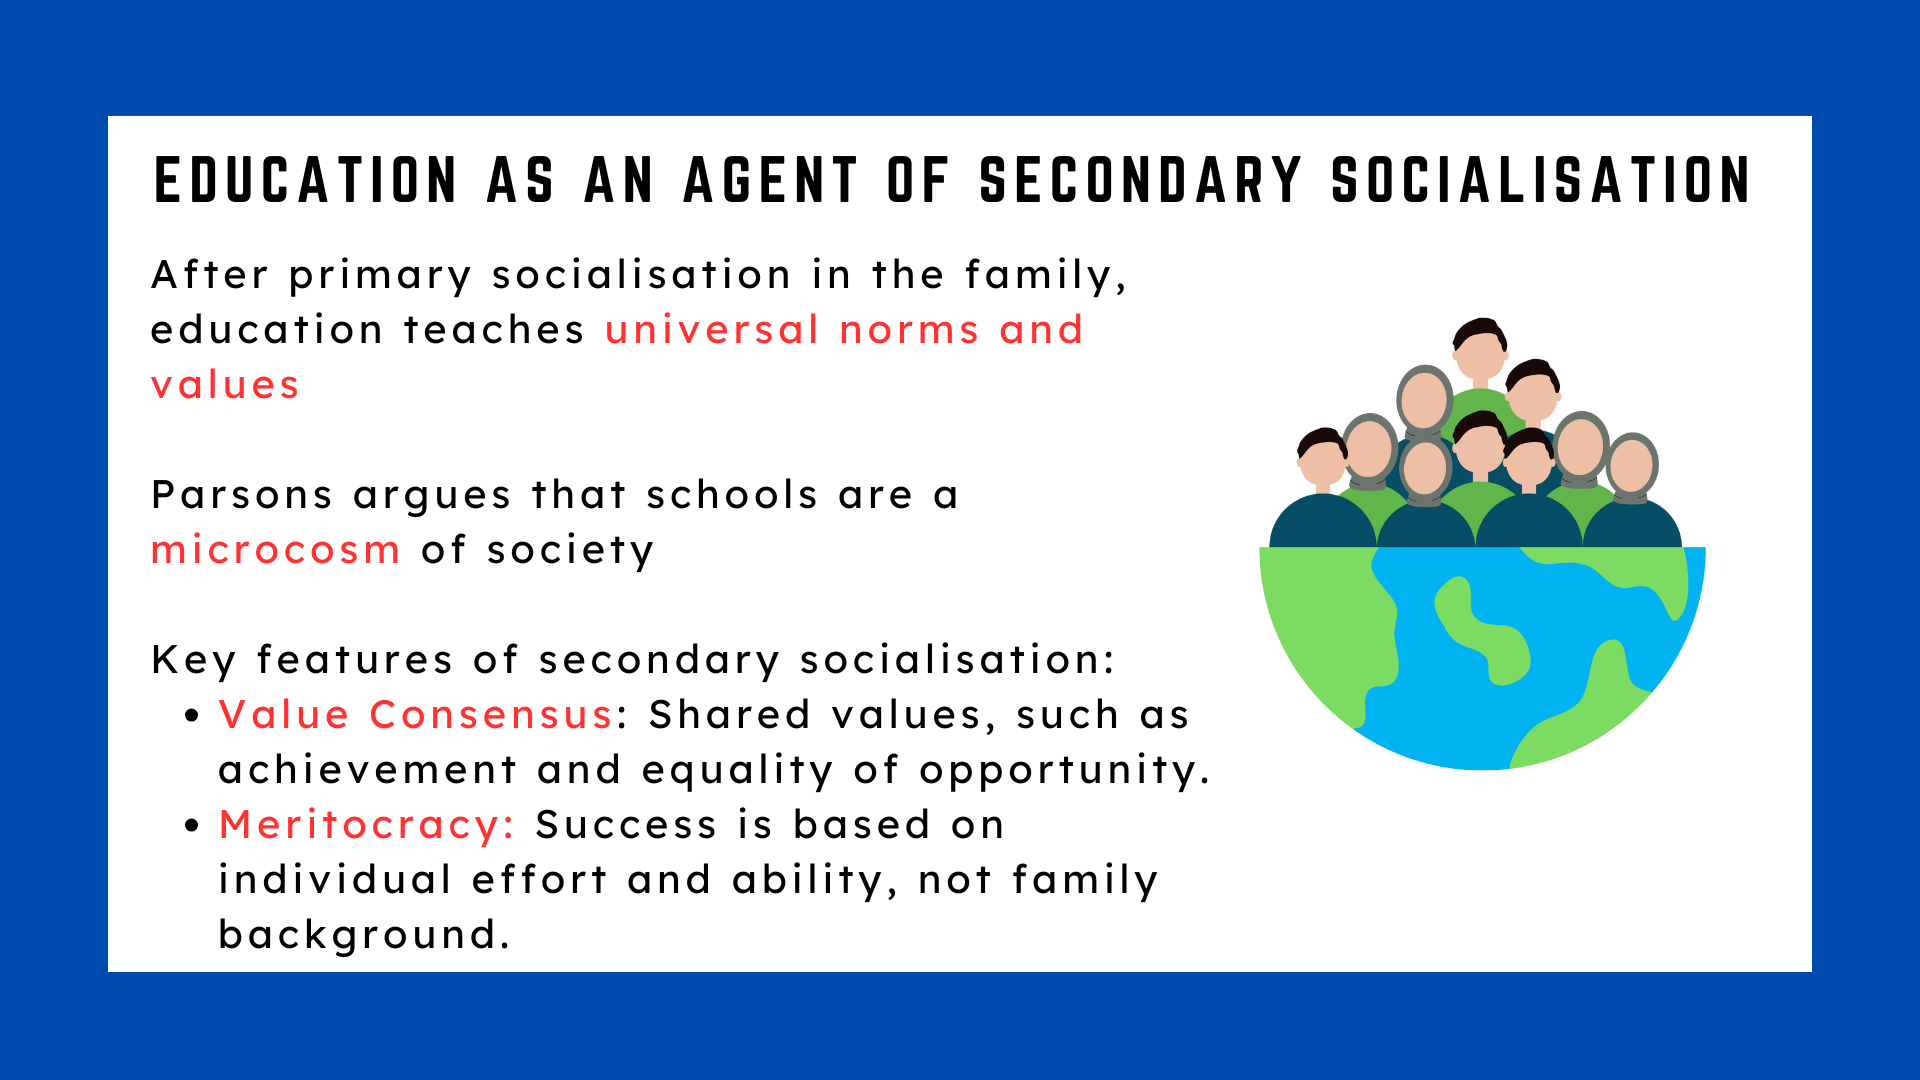 EDUCATION AS AN AGENT OF SECONDARY SOCIALISATION
After primary socialisation in the family,
education teaches universal norms and
values
Parsons argues that schools are a
microcosm of society
Key features of secondary socialisation:
• Value Consensus: Shared values, such as
achievement and equality of opportunity.
• Meritocracy: Success is based on
individual effort and ability, not family
background.